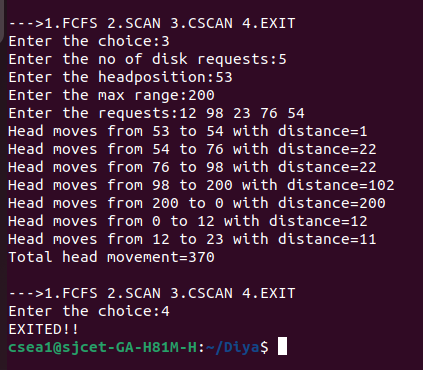 --->1.FCFS 2.SCAN 3.CSCAN 4.EXIT
Enter the choice:3
Enter the no of disk requests:5
Enter the headposition:53
Enter the max range:200
Enter the requests:12 98 23 76 54
Head moves from 53 to 54 with distance=1
Head moves from 54 to 76 with distance=22
Head moves from 76 to 98 with distance=22
Head moves from 98 to 200 with distance=102
Head moves from 200 to 0 with distance=200
Head moves from 0 to 12 with distance=12
Head moves from 12 to 23 with distance=11
Total head movement=370

--->1.FCFS 2.SCAN 3.CSCAN 4.EXIT
Enter the choice:4
EXITED!!
csea1@sjcet-GA-H81M-H:~/Diya$